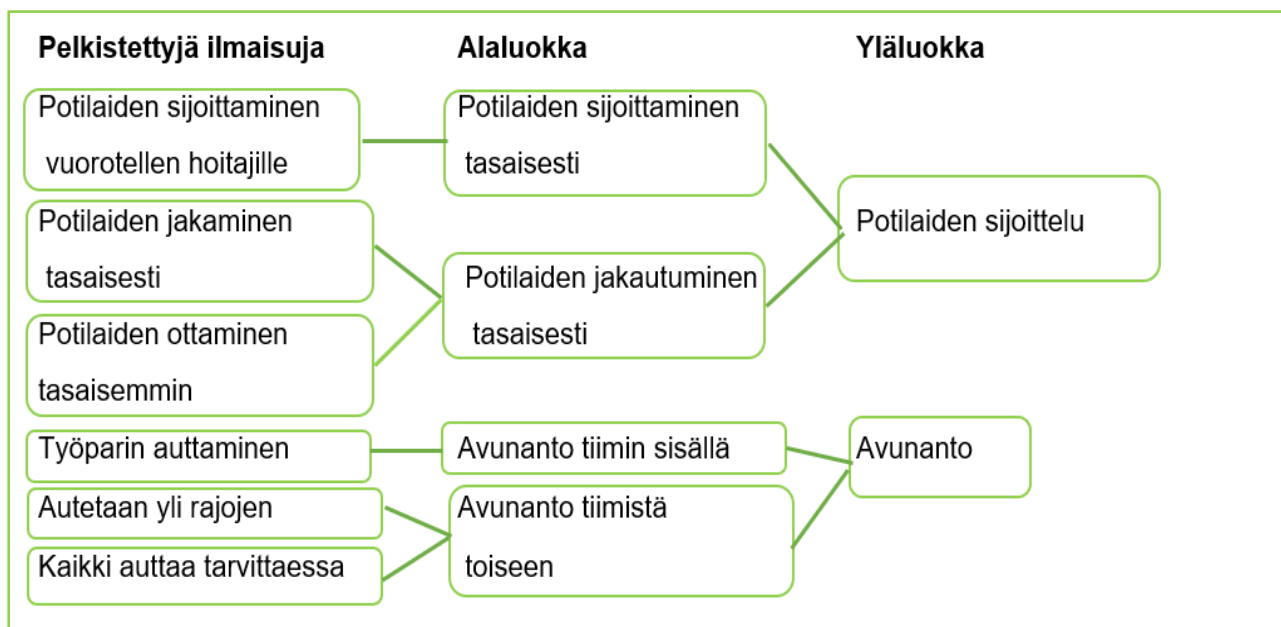 Pelkistettyjä ilmaisuja
Alaluokka
Yläluokka
Potilaiden sijoittaminen
vuorotellen hoitajille
Potilaiden sijoittaminen
tasaisesti
Potilaiden sijoittelu
Potilaiden jakaminen
tasaisesti
Potilaiden jakautuminen
tasaisesti
Potilaiden ottaminen
tasaisemmin
Työparin auttaminen
Avunanto tiimin sisällä
Avunanto
Autetaan yli rajojen
Avunanto tiimistä
toiseen
Kaikki auttaa tarvittaessa